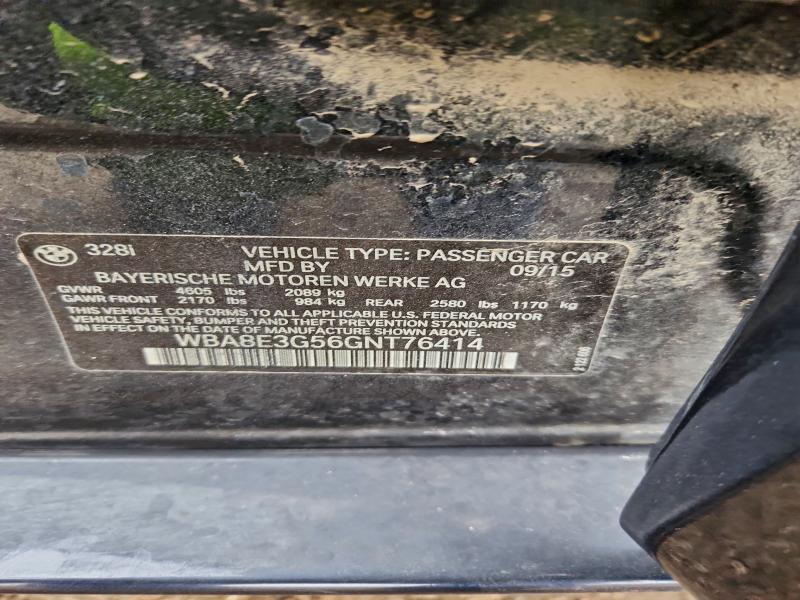 328i VEHICLE TYPE: PASSENGER CAR
MFD BY 09/15
BAYERISCHE MOTOREN WERKE AG
GVWR 4605 lbs 2089 kg
GAWR FRONT 2170 lbs 984 kg REAR 2580 lbs 1170 kg
THIS VEHICLE CONFORMS TO ALL APPLICABLE U.S. FEDERAL MOTOR
VEHICLE SAFETY, BUMPER AND THEFT PREVENTION STANDARDS
IN EFFECT ON THE DATE OF MANUFACTURE SHOWN ABOVE.
WBA8E3G56GNT76414